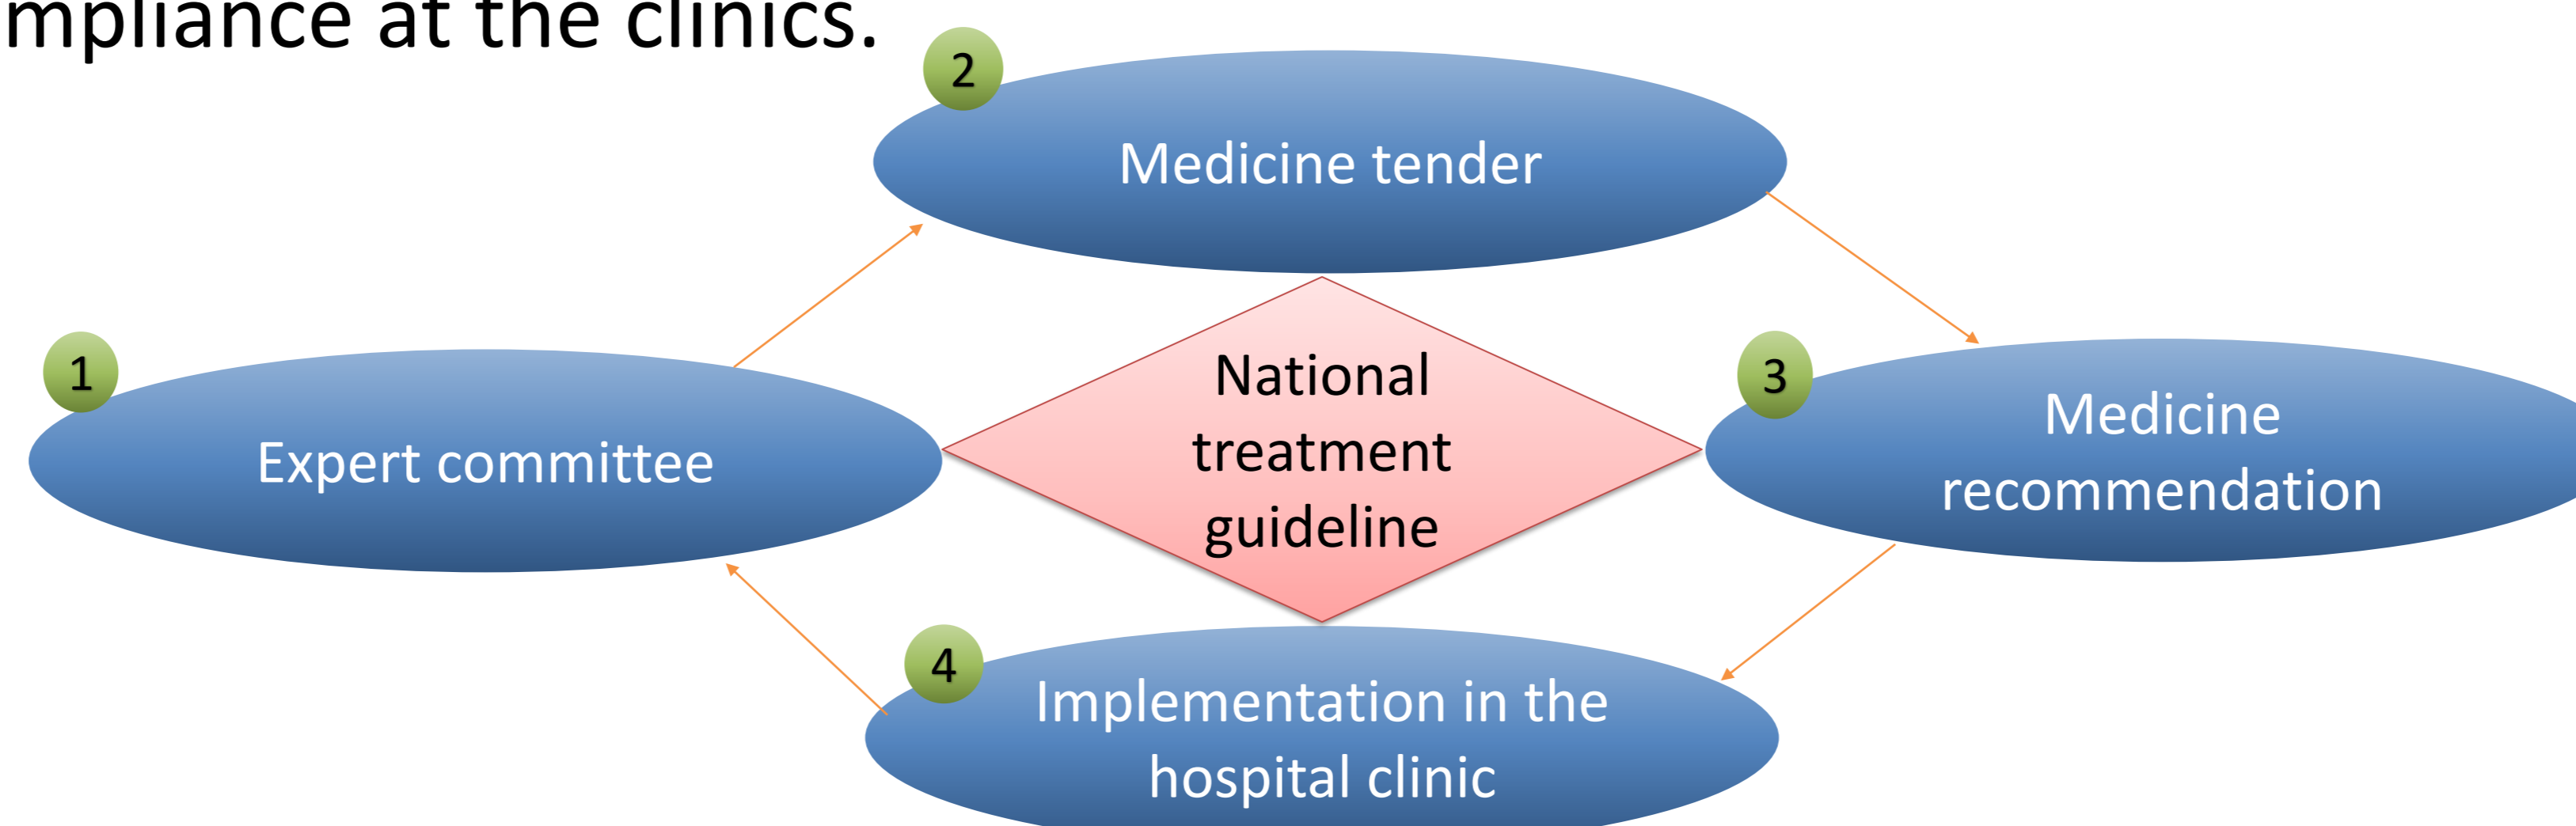 mpliance at the clinics.
2
Medicine tender
1
Expert committee
National
treatment
guideline
3
Medicine
recommendation
4
Implementation in the
hospital clinic